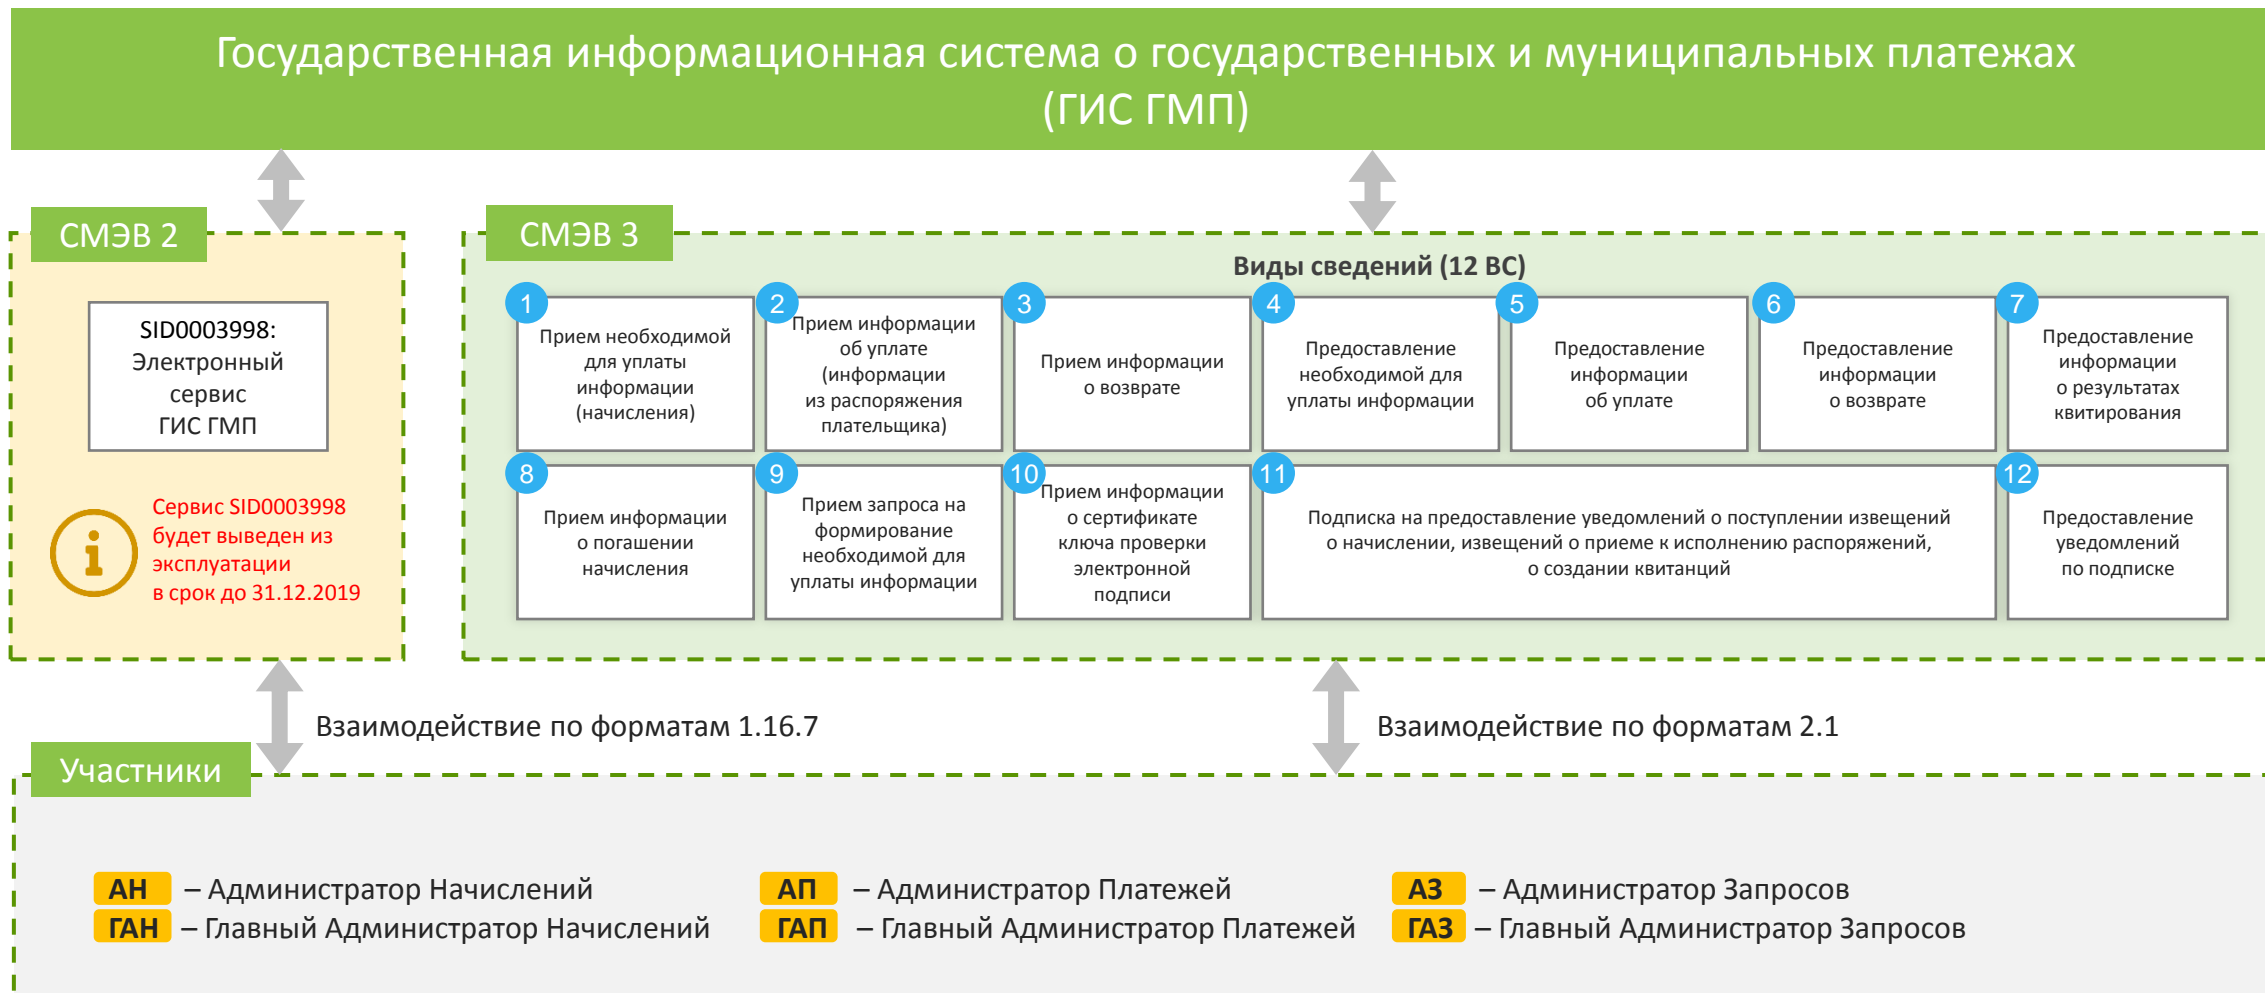 Государственная информационная система о государственных и муниципальных платежах
(ГИС ГМП)
СМЭВ 2
SID0003998:
Электронный
сервис
ГИС ГМП
Сервис SID0003998
будет выведен из
эксплуатации
в срок до 31.12.2019
СМЭВ 3
Виды сведений (12 ВС)
1
Прием необходимой
для уплаты
информации
(начисления)
2
Прием информации
об уплате
(информации
из распоряжения
плательщика)
3
Прием информации
о возврате
4
Предоставление
необходимой для
уплаты информации
5
Предоставление
информации
об уплате
6
Предоставление
информации
о возврате
7
Предоставление
информации
о результатах
квитирования
8
Прием информации
о погашении
начисления
9
Прием запроса на
формирование
необходимой для
уплаты информации
10
Прием информации
о сертификате
ключа проверки
электронной
подписи
11
Подписка на предоставление уведомлений о поступлении извещений
о начислении, извещений о приеме к исполнению распоряжений,
о создании квитанций
12
Предоставление
уведомлений
по подписке
Взаимодействие по форматам 1.16.7
Взаимодействие по форматам 2.1
Участники
АН – Администратор Начислений
ГАН – Главный Администратор Начислений
АП – Администратор Платежей
ГАП – Главный Администратор Платежей
АЗ – Администратор Запросов
ГАЗ – Главный Администратор Запросов